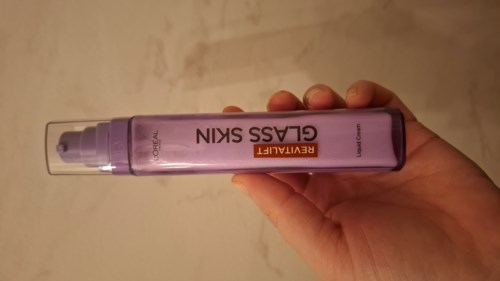 L'ORÉAL
REVITALIFT
GLASS SKIN
Liquid Cream